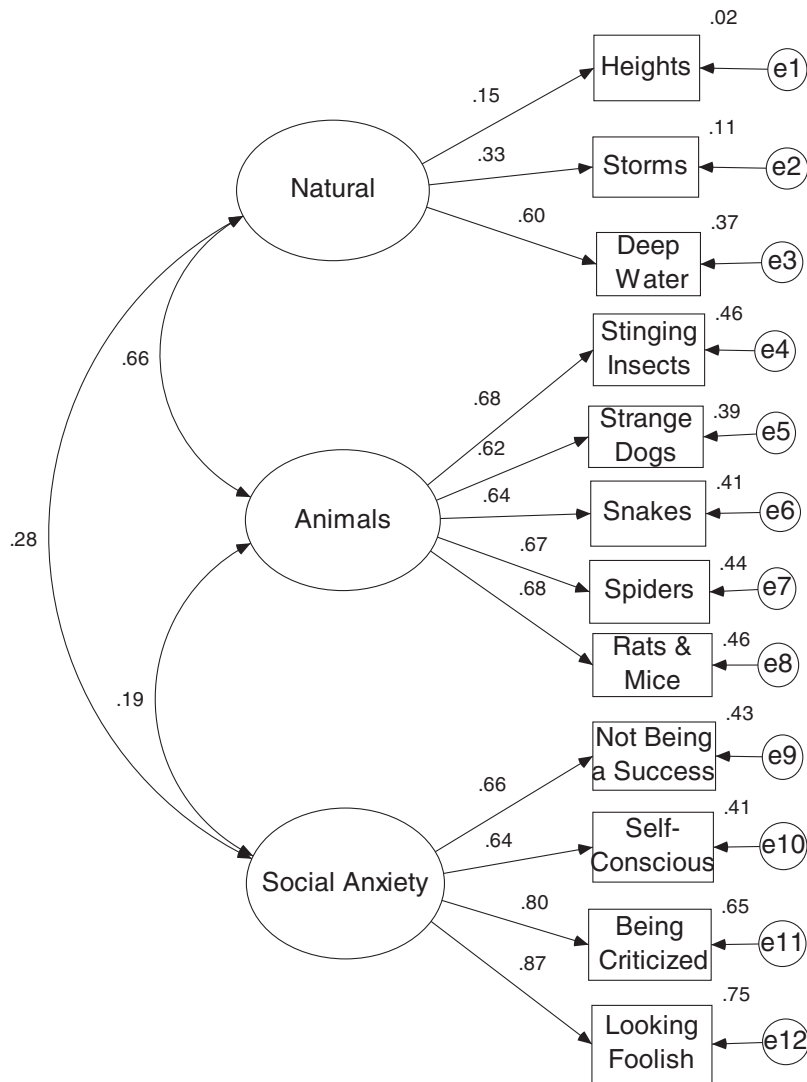 .02
Heights
e1
.15
.11
.33
Storms
e2
Natural
.60
.37
Deep
Water
e3
.46
Stinging
Insects
e4
.66
.68
.39
Strange
Dogs
e5
.62
.41
.64
Snakes
e6
Animals
.28
.67
.44
Spiders
e7
.68
.46
Rats &
Mice
e8
.19
.43
Not Being
a Success
e9
.66
.41
Self-
Conscious
e10
.64
Social Anxiety
.80
.65
Being
Criticized
e11
.87
.75
Looking
Foolish
e12